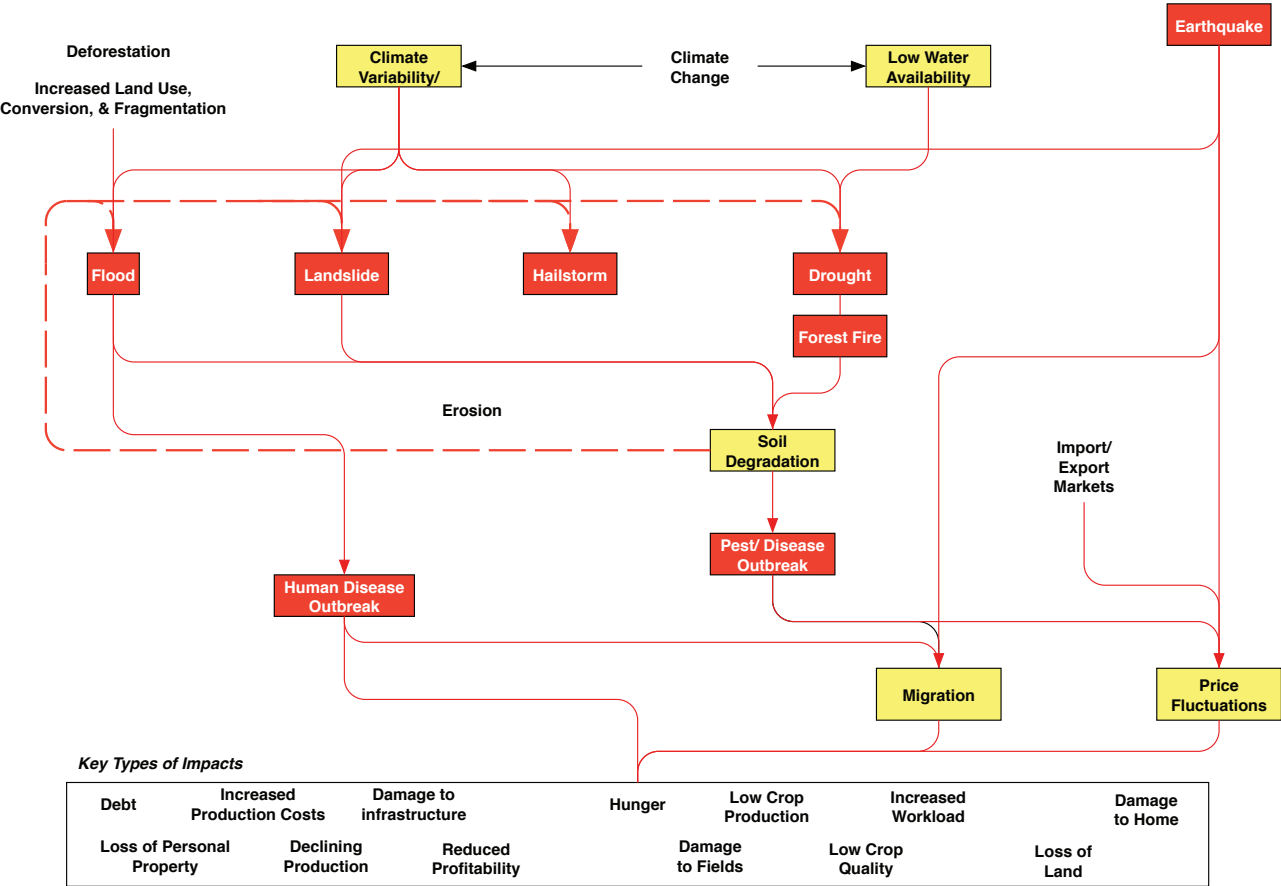 Earthquake
Deforestation
Increased Land Use,
Conversion, & Fragmentation
Climate
Variability/
Climate
Change
Low Water
Availability
Flood
Landslide
Hailstorm
Drought
Forest Fire
Erosion
Soil
Degradation
Import/
Export
Markets
Pest/ Disease
Outbreak
Human Disease
Outbreak
Migration
Price
Fluctuations
Key Types of Impacts
Debt
Increased
Production Costs
Damage to
infrastructure
Hunger
Low Crop
Production
Increased
Workload
Damage
to Home
Loss of Personal
Property
Declining
Production
Reduced
Profitability
Damage
to Fields
Low Crop
Quality
Loss of
Land